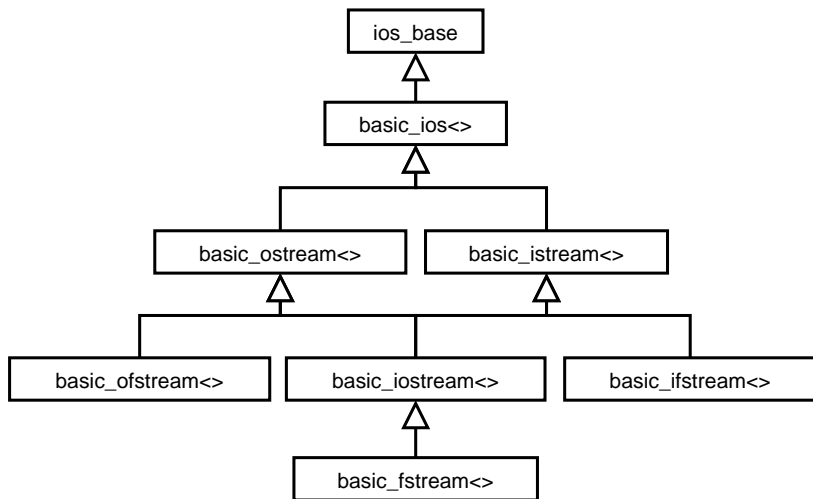 ios_base
basic_ios<>
basic_ostream<>
basic_istream<>
basic_ofstream<>
basic_iostream<>
basic_ifstream<>
basic_fstream<>